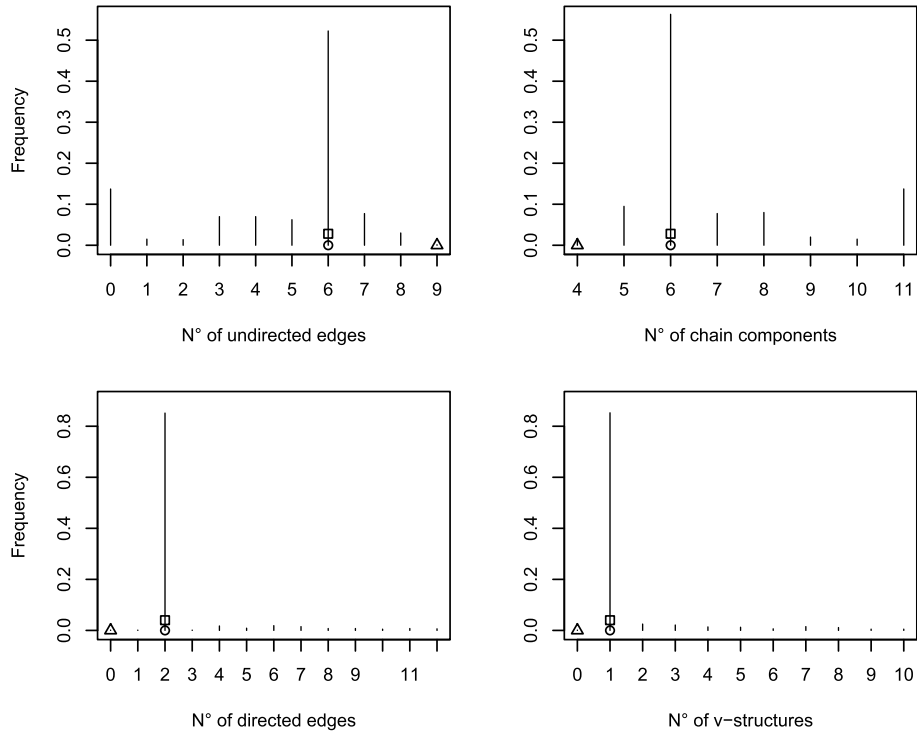 Frequency
0.0 0.1 0.2 0.3 0.4 0.5
0 1 2 3 4 5 6 7 8 9
N° of undirected edges
0.0 0.1 0.2 0.3 0.4 0.5
4 5 6 7 8 9 10 11
N° of chain components
Frequency
0.0 0.2 0.4 0.6 0.8
0 1 2 3 4 5 6 7 8 9 11
N° of directed edges
0.0 0.2 0.4 0.6 0.8
0 1 2 3 4 5 6 7 8 9 10
N° of v−structures